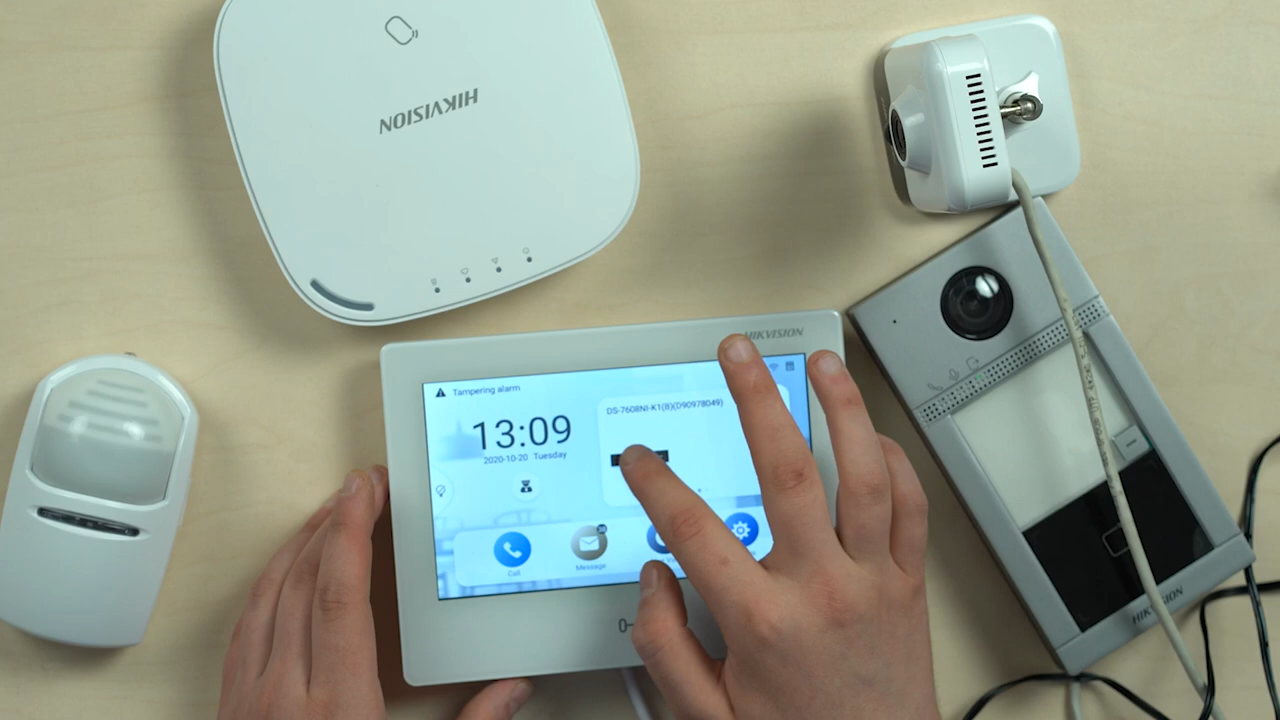 HIKVISION
HIKVISION
Tampering alarm
DS-7608NI-K1(B)(D90978049)
13:09
2020-10-20 Tuesday
Call
Message
HIKVISION